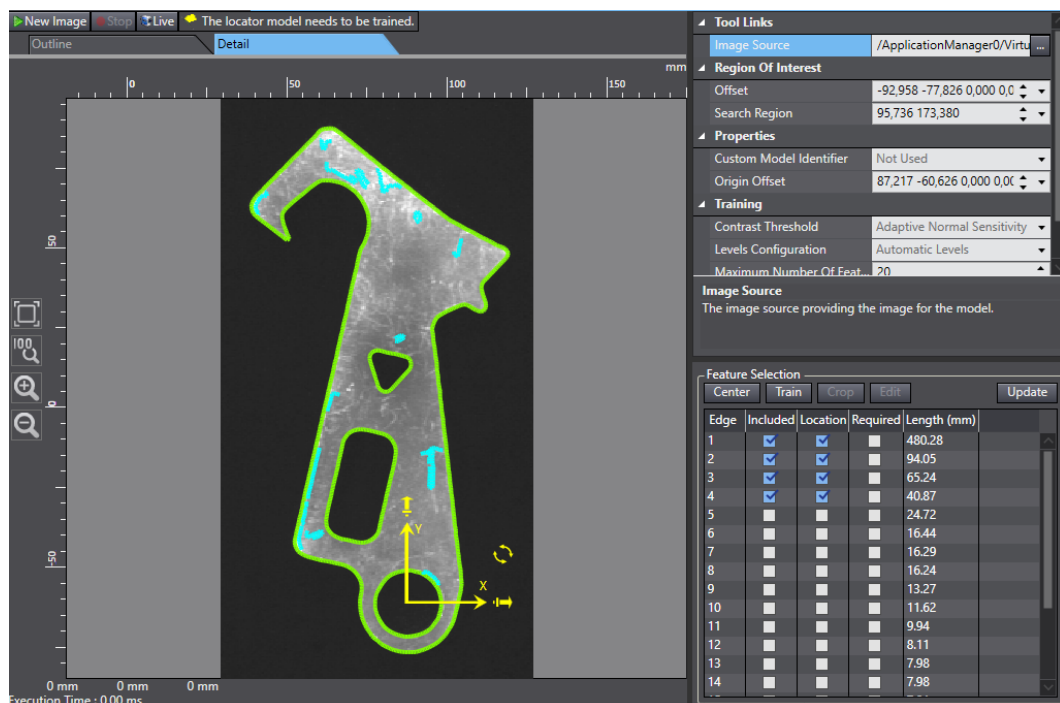 New Image Stop Live The locator model needs to be trained.
Outline Detail
mm
0 50 100 150
50
0
-50
100
Y
X
0 mm 0 mm 0 mm
Execution Time : 0.00 ms
Tool Links
Image Source /ApplicationManager0/Virtu ...
Region Of Interest
Offset -92,958 -77,826 0,000 0,0
Search Region 95,736 173,380
Properties
Custom Model Identifier Not Used
Origin Offset 87,217 -60,626 0,000 0,00
Training
Contrast Threshold Adaptive Normal Sensitivity
Levels Configuration Automatic Levels
Maximum Number Of Feat... 20
Image Source
The image source providing the image for the model.
Feature Selection
Center Train Crop Edit Update
Edge Included Location Required Length (mm)
1 480.28
2 94.05
3 65.24
4 40.87
5 24.72
6 16.44
7 16.29
8 16.24
9 13.27
10 11.62
11 9.94
12 8.11
13 7.98
14 7.98